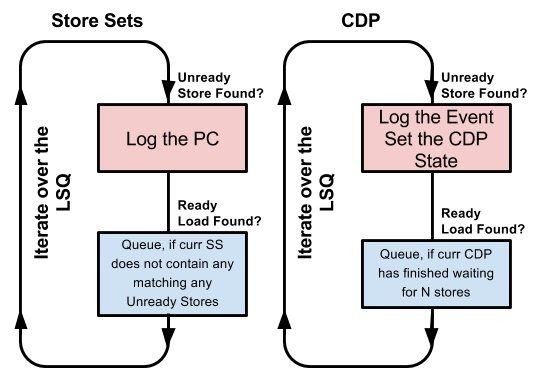 Store Sets
Unready
Store Found?
Log the PC
Iterate over the
LSQ
Ready
Load Found?
Queue, if curr SS
does not contain any
matching any
Unready Stores
CDP
Unready
Store Found?
Log the Event
Set the CDP
State
Iterate over the
LSQ
Ready
Load Found?
Queue, if curr CDP
has finished waiting
for N stores